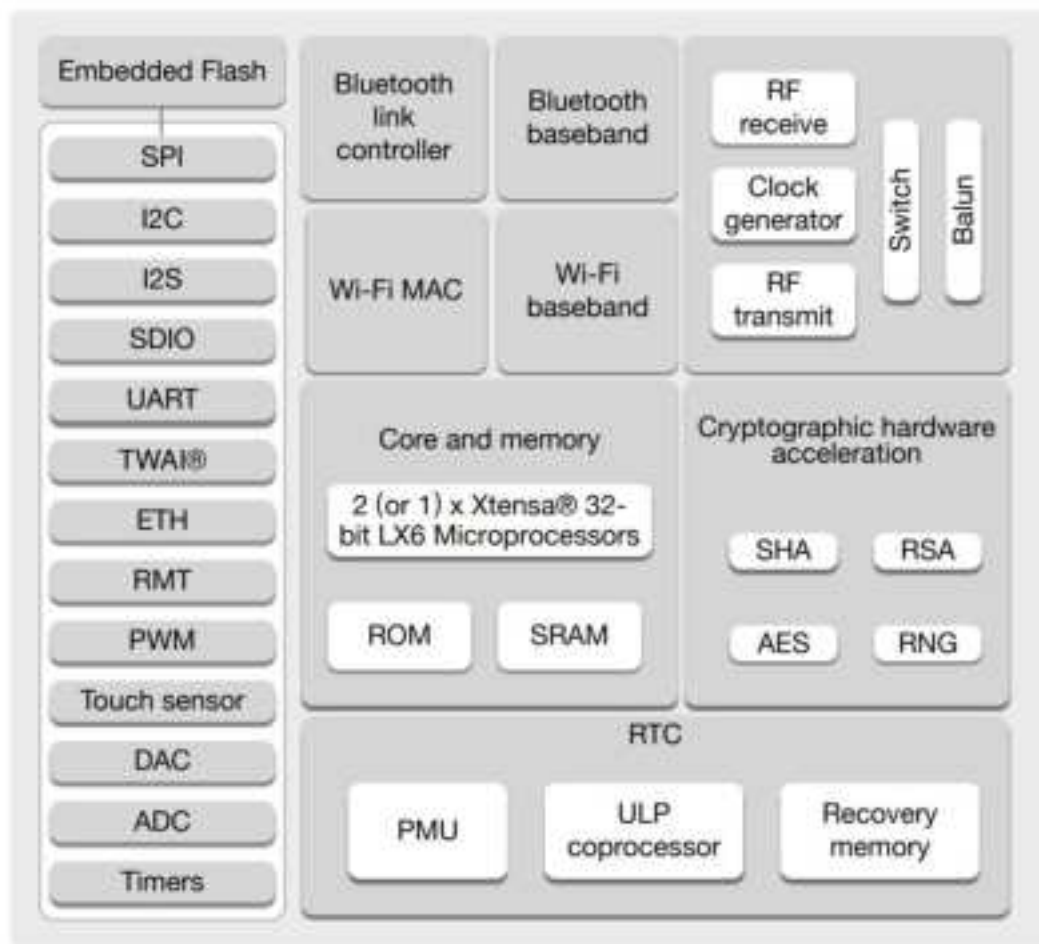 Embedded Flash
SPI
I2C
I2S
SDIO
UART
TWAI®
ETH
RMT
PWM
Touch sensor
DAC
ADC
Timers
Bluetooth
link
controller
Bluetooth
baseband
Wi-Fi MAC
Wi-Fi
baseband
RF
receive
Clock
generator
RF
transmit
Switch
Balun
Core and memory
2 (or 1) x Xtensa® 32-
bit LX6 Microprocessors
ROM
SRAM
Cryptographic hardware
acceleration
SHA
RSA
AES
RNG
RTC
PMU
ULP
coprocessor
Recovery
memory